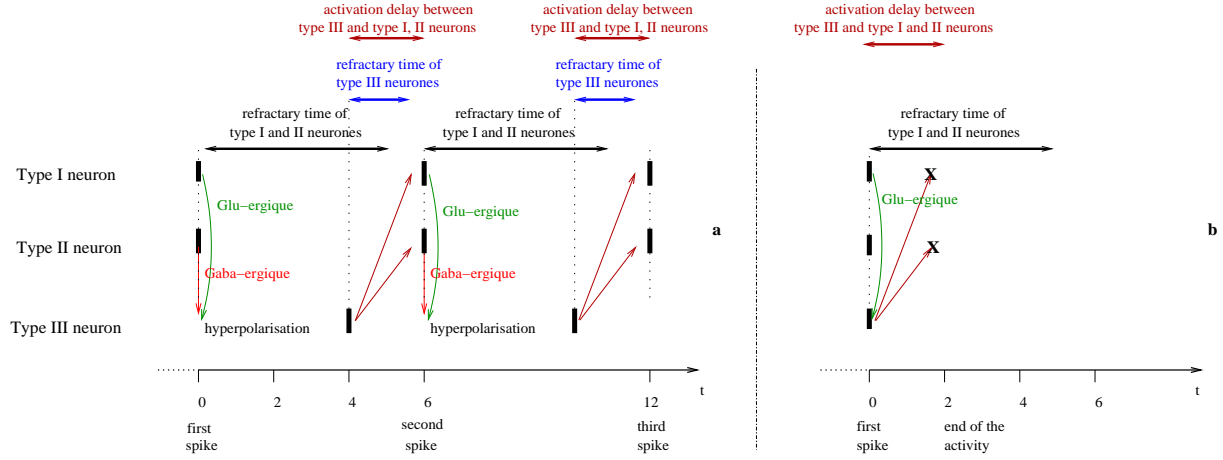 activation delay between
type III and type I, II neurons
activation delay between
type III and type I, II neurons
activation delay between
type III and type I and II neurons
refractary time of
type III neurones
refractary time of
type III neurones
refractary time of
type I and II neurones
refractary time of
type I and II neurones
refractary time of
type I and II neurones
Type I neuron
X
Glu-ergique
Glu-ergique
Glu-ergique
Type II neuron
X
a
b
Gaba-ergique
Gaba-ergique
Type III neuron
hyperpolarisation
hyperpolarisation
t
t
0 2 4 6 12
0 2 4 6
first
spike
second
spike
third
spike
first
spike
end of the
activity